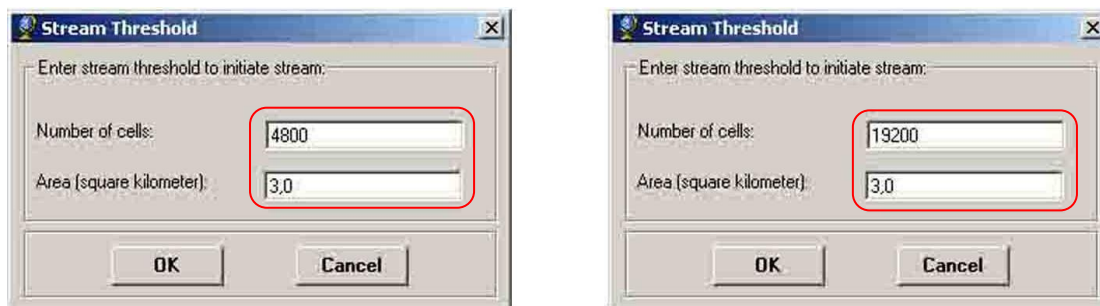 Stream Threshold
Enter stream threshold to initiate stream:
Number of cells: 4800
Area (square kilometer): 3,0
OK Cancel
Stream Threshold
Enter stream threshold to initiate stream:
Number of cells: 19200
Area (square kilometer): 3,0
OK Cancel